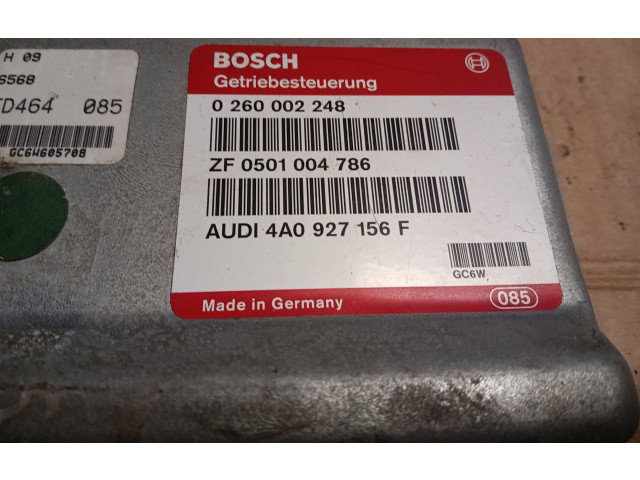 H 09
6568
TD464 085
GC6W605708
BOSCH
Getriebesteuerung
0 260 002 248
ZF 0501 004 786
AUDI 4A0 927 156 F
GC6W
Made in Germany
085